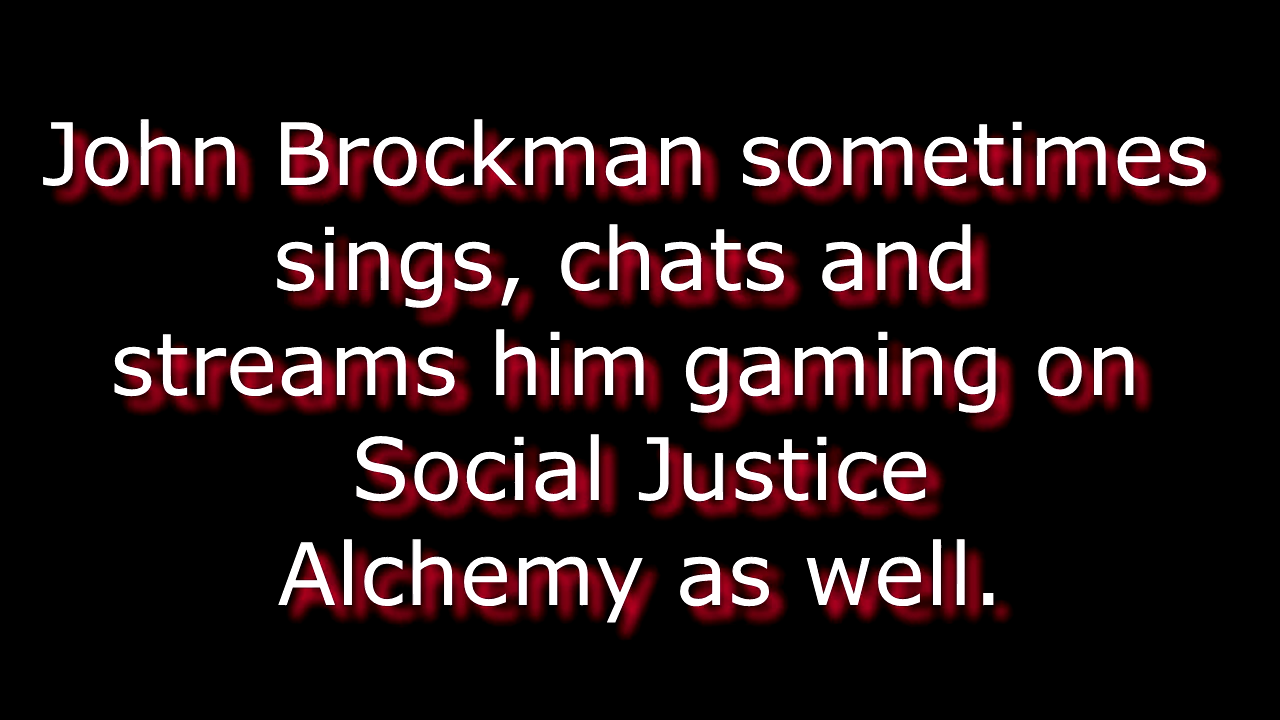 John Brockman sometimes
sings, chats and
streams him gaming on
Social Justice
Alchemy as well.